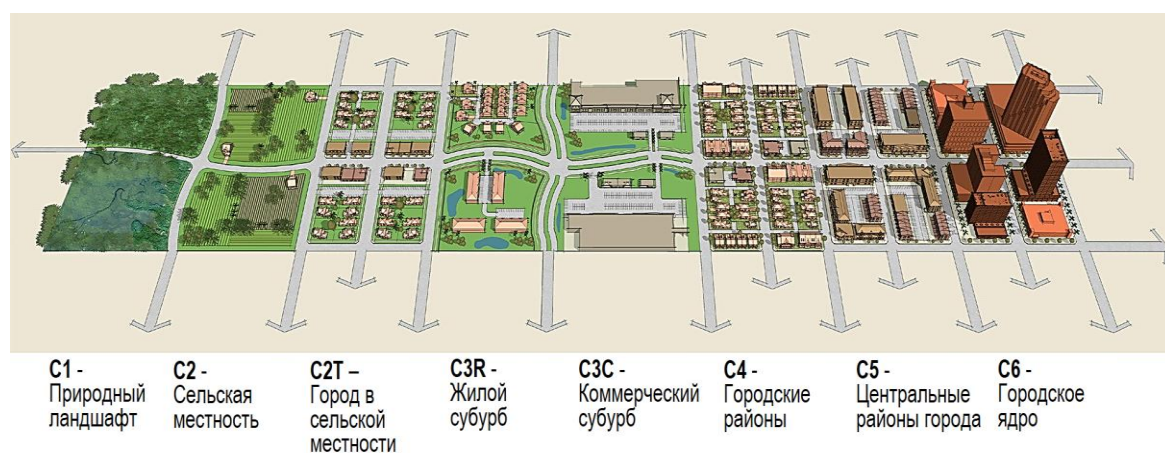 C1 -
Природный
ландшафт
C2 -
Сельская
местность
C2T –
Город в
сельской
местности
C3R -
Жилой
субурб
C3C -
Коммерческий
субурб
C4 -
Городские
районы
C5 -
Центральные
районы города
C6 -
Городское
ядро